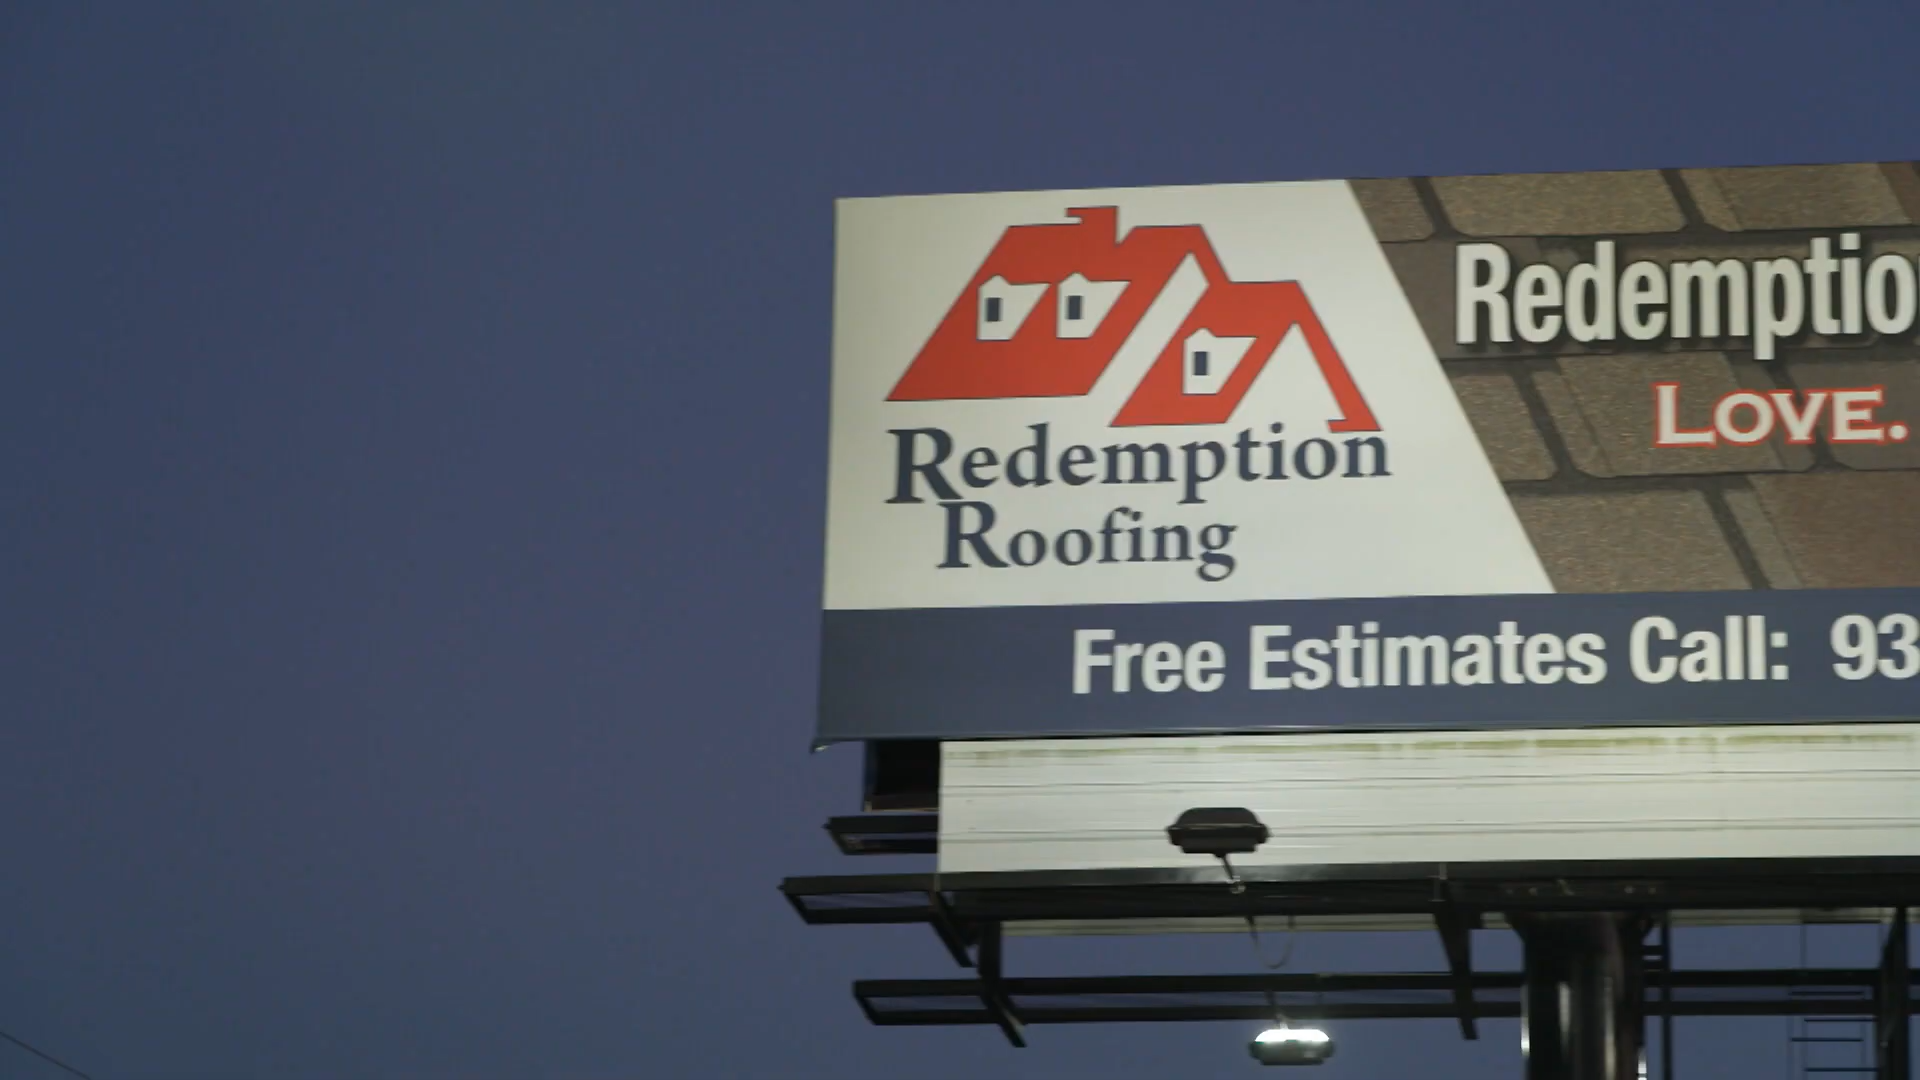 Redemption
Roofing
Redemptio
LOVE.
Free Estimates Call: 93